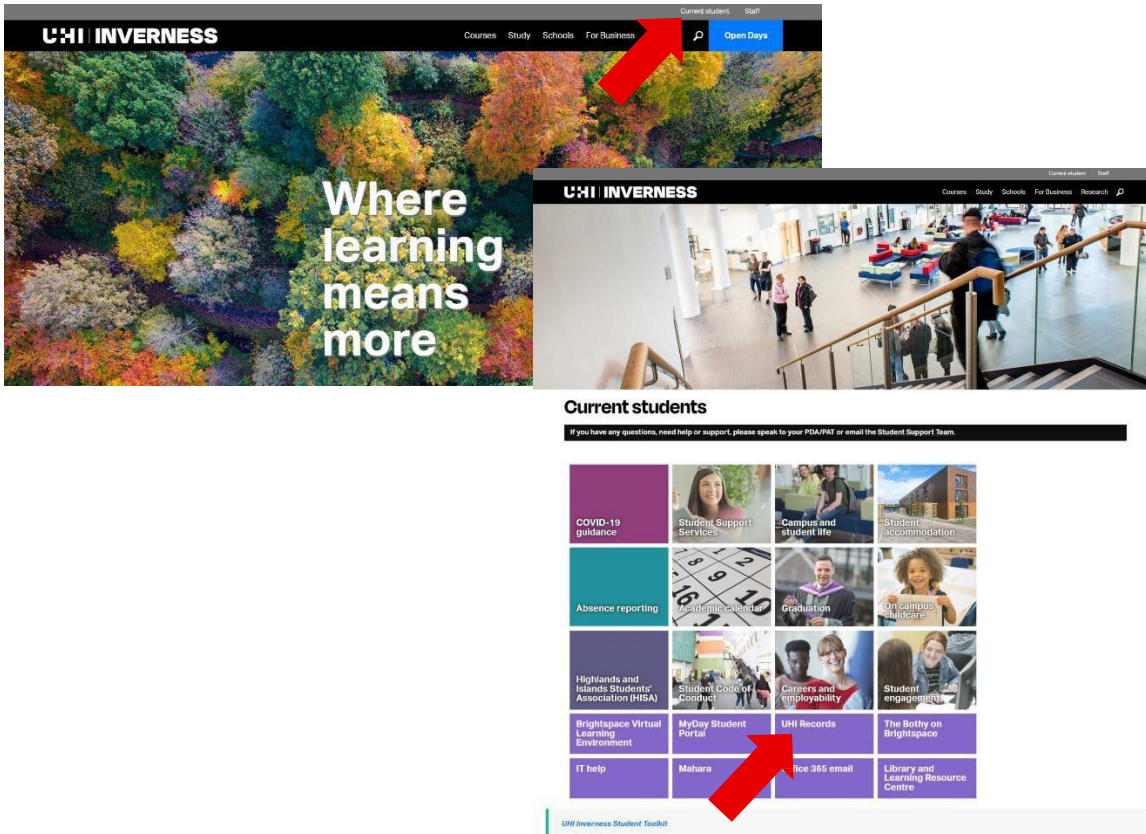 Current student Staff
UHI INVERNESS
Courses Study Schools For Business Open Days
Where
learning
means
more
Current student Staff
UHI INVERNESS
Courses Study Schools For Business Research
Current students
If you have any questions, need help or support, please speak to your PDA/PAT or email the Student Support Team.
COVID-19
guidance
Student Support
Services
Campus and
student life
Student
accommodation
Absence reporting
Academic calendar
Graduation
On campus
childcare
Highlands and
Islands Students'
Association (HISA)
Student Code of
Conduct
Careers and
employability
Student
engagement
Brightspace Virtual
Learning
Environment
MyDay Student
Portal
UHI Records
The Bothy on
Brightspace
IT help
Mahara
fice 365 email
Library and
Learning Resource
Centre
UHI Inverness Student Toolkit